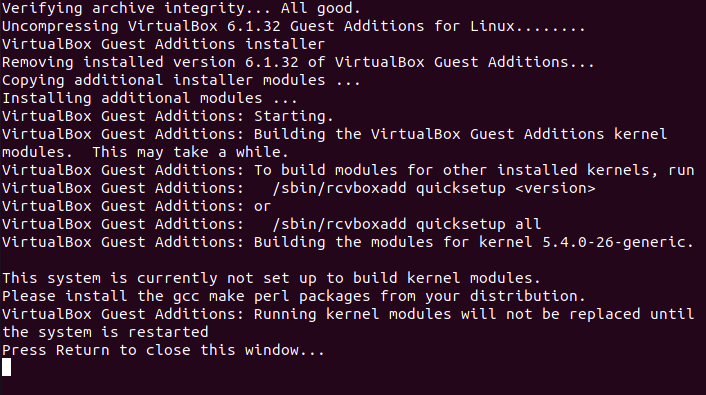 Verifying archive integrity... All good.
Uncompressing VirtualBox 6.1.32 Guest Additions for Linux........
VirtualBox Guest Additions installer
Removing installed version 6.1.32 of VirtualBox Guest Additions...
Copying additional installer modules ...
Installing additional modules ...
VirtualBox Guest Additions: Starting.
VirtualBox Guest Additions: Building the VirtualBox Guest Additions kernel
modules.  This may take a while.
VirtualBox Guest Additions: To build modules for other installed kernels, run
VirtualBox Guest Additions:   /sbin/rcvboxadd quicksetup <version>
VirtualBox Guest Additions: or
VirtualBox Guest Additions:   /sbin/rcvboxadd quicksetup all
VirtualBox Guest Additions: Building the modules for kernel 5.4.0-26-generic.
This system is currently not set up to build kernel modules.
Please install the gcc make perl packages from your distribution.
VirtualBox Guest Additions: Running kernel modules will not be replaced until
the system is restarted
Press Return to close this window...